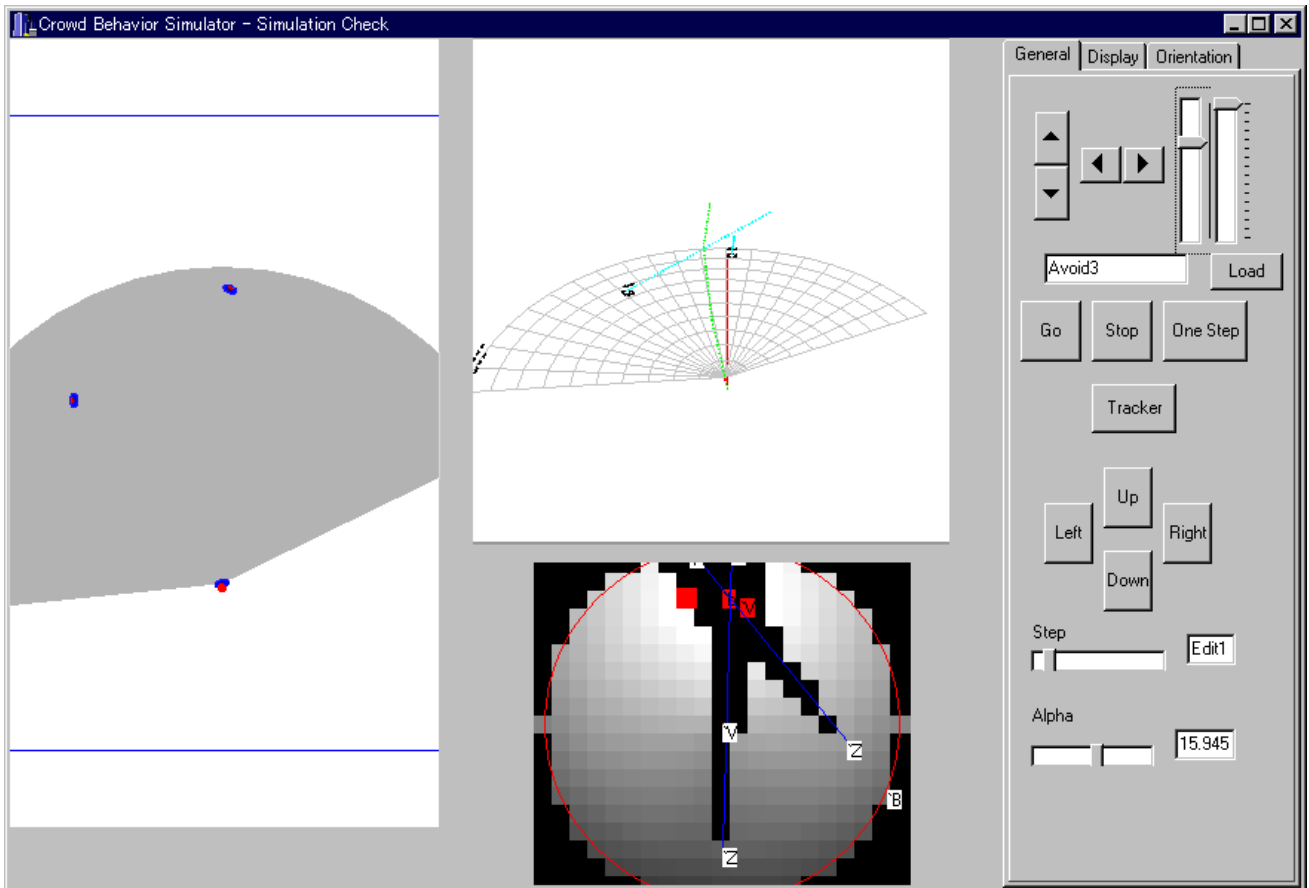 Crowd Behavior Simulator - Simulation Check
General Display Orientation
Avoid3
Load
Go
Stop
One Step
Tracker
Up
Left
Right
Down
Step
Edit1
Alpha
15.945
`V
`V
`Z
`B
`Z